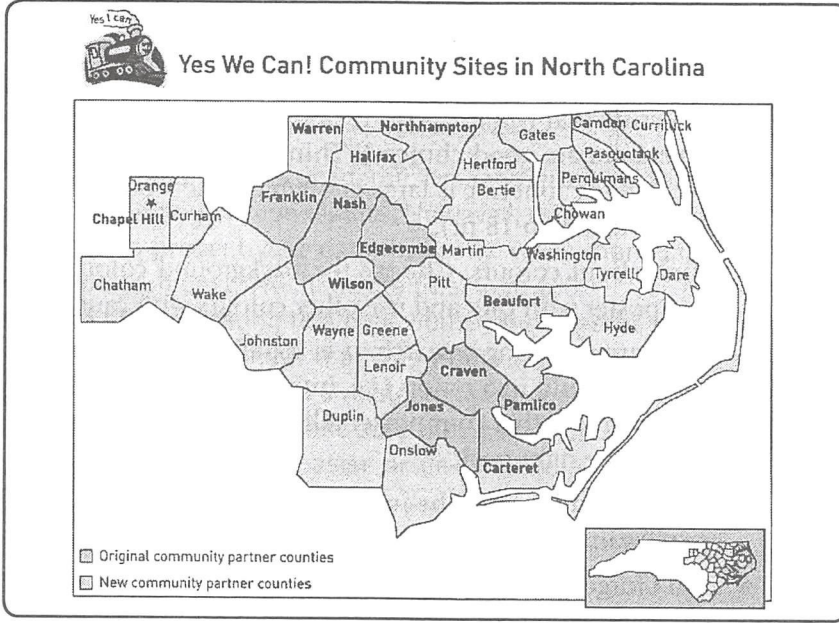 Yes I can
Yes We Can! Community Sites in North Carolina
Warren
Northhampton
Gates
Camden
Currituck
Halifax
Hertford
Pasquotank
Perquimans
Orange
Franklin
Nash
Bertie
Chapel Hill
Curham
Chowan
Edgecombe
Martin
Washington
Chatham
Wake
Wilson
Pitt
Tyrrell
Dare
Beaufort
Johnston
Wayne
Greene
Hyde
Lenoir
Craven
Duplin
Jones
Pamlico
Onslow
Carteret
Original community partner counties
New community partner counties